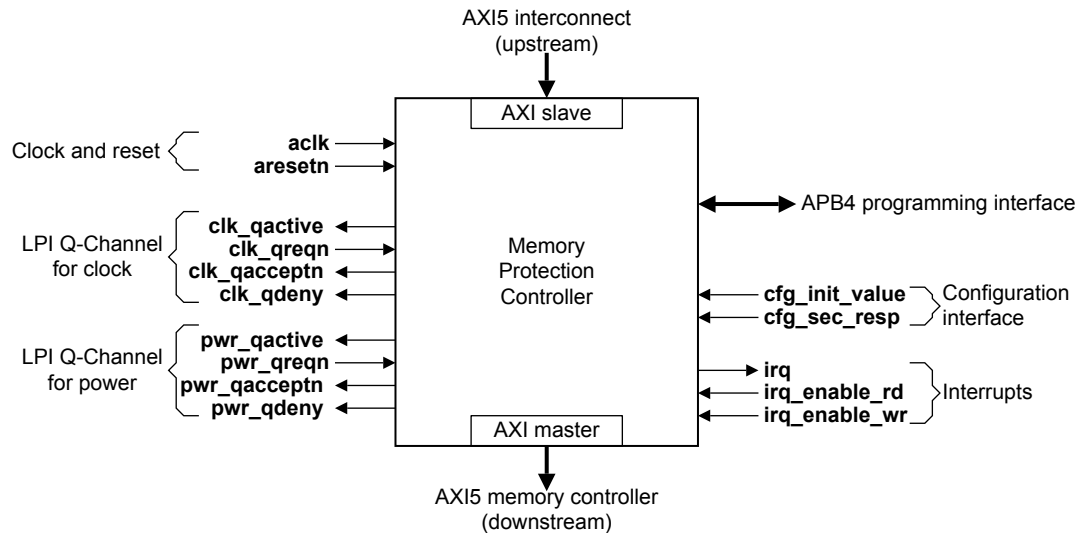 AXI5 interconnect
(upstream)
AXI slave
Clock and reset
aclk
aresetn
LPI Q-Channel
for clock
clk_qactive
clk_qreqn
clk_qacceptn
clk_qdeny
LPI Q-Channel
for power
pwr_qactive
pwr_qreqn
pwr_qacceptn
pwr_qdeny
Memory
Protection
Controller
APB4 programming interface
cfg_init_value
cfg_sec_resp
Configuration
interface
irq
irq_enable_rd
irq_enable_wr
Interrupts
AXI master
AXI5 memory controller
(downstream)